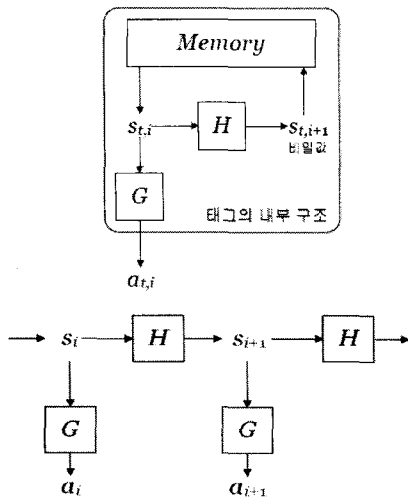 Memory
s_{t,i} H s_{t,i+1}
비밀값
G
태그의 내부 구조
a_{t,i}
s_i H s_{i+1} H
G G
a_i a_{i+1}